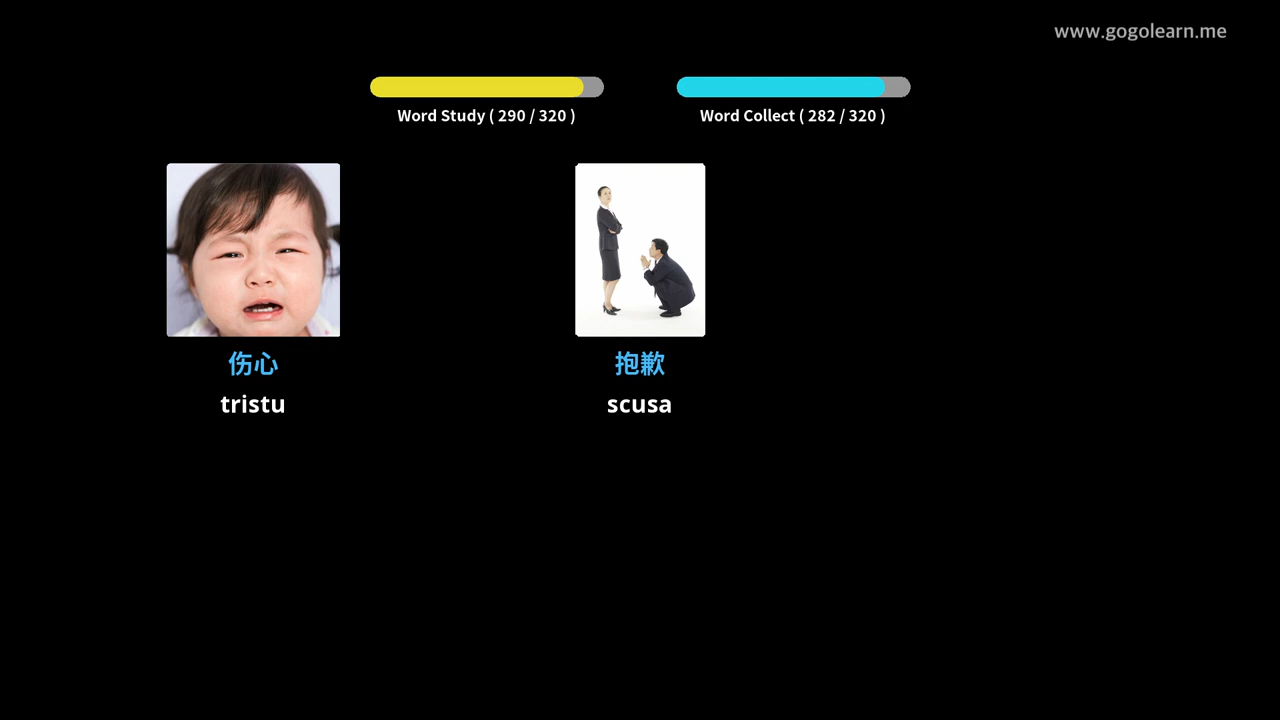 www.gogolearn.me
Word Study ( 290 / 320 )
Word Collect ( 282 / 320 )
伤心
tristu
抱歉
scusa